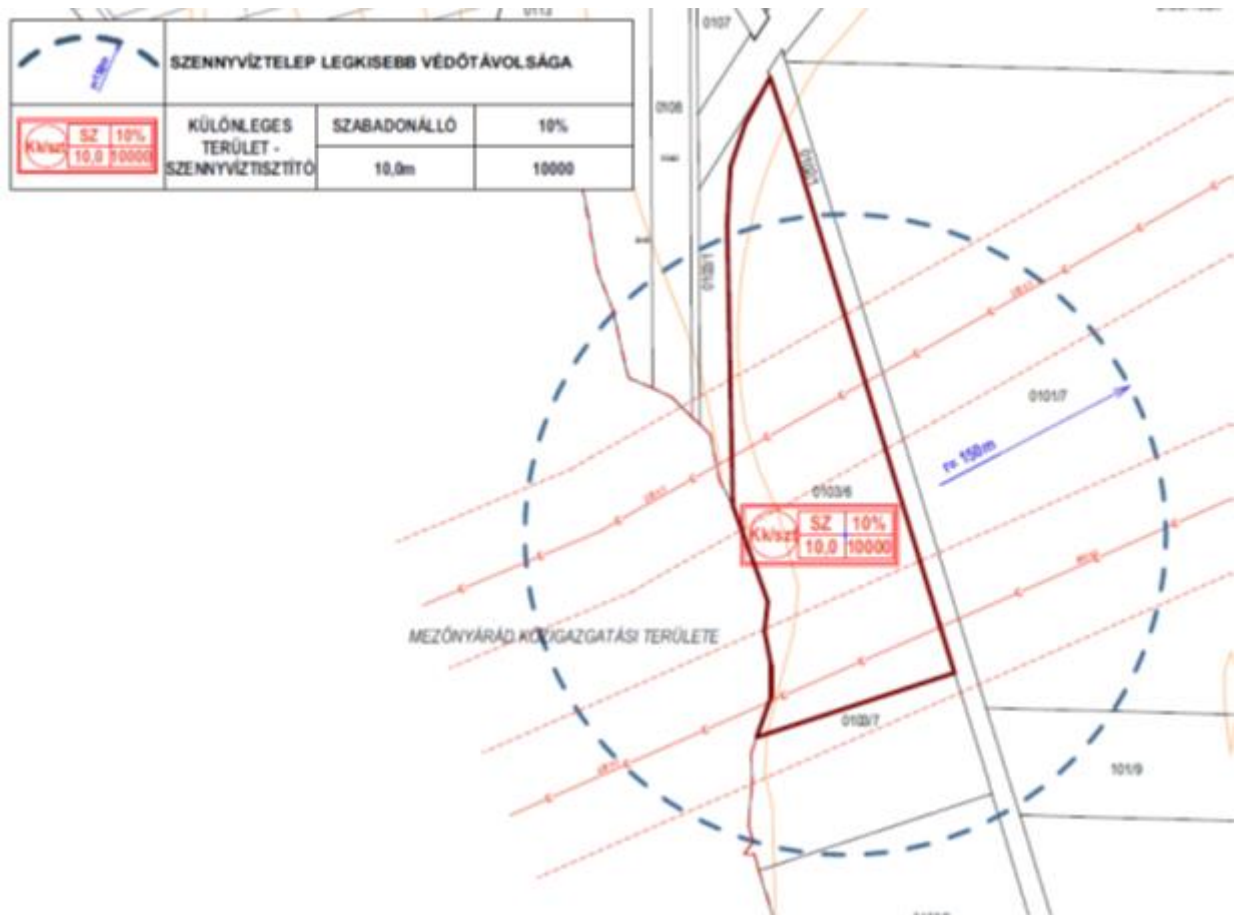 0113
0107
SZENNYVÍZTELEP LEGKISEBB VÉDŐTÁVOLSÁGA
Kk/szt SZ 10%
10,0 10000
KÜLÖNLEGES
TERÜLET -
SZENNYVÍZTISZTÍTÓ
SZABADONÁLLÓ
10%
10,0m
10000
0108
0101/7
r= 150m
0103/6
Kk/szt SZ 10%
10,0 10000
MEZŐNYÁRÁD KÖZIGAZGATÁSI TERÜLETE
0103/7
101/9